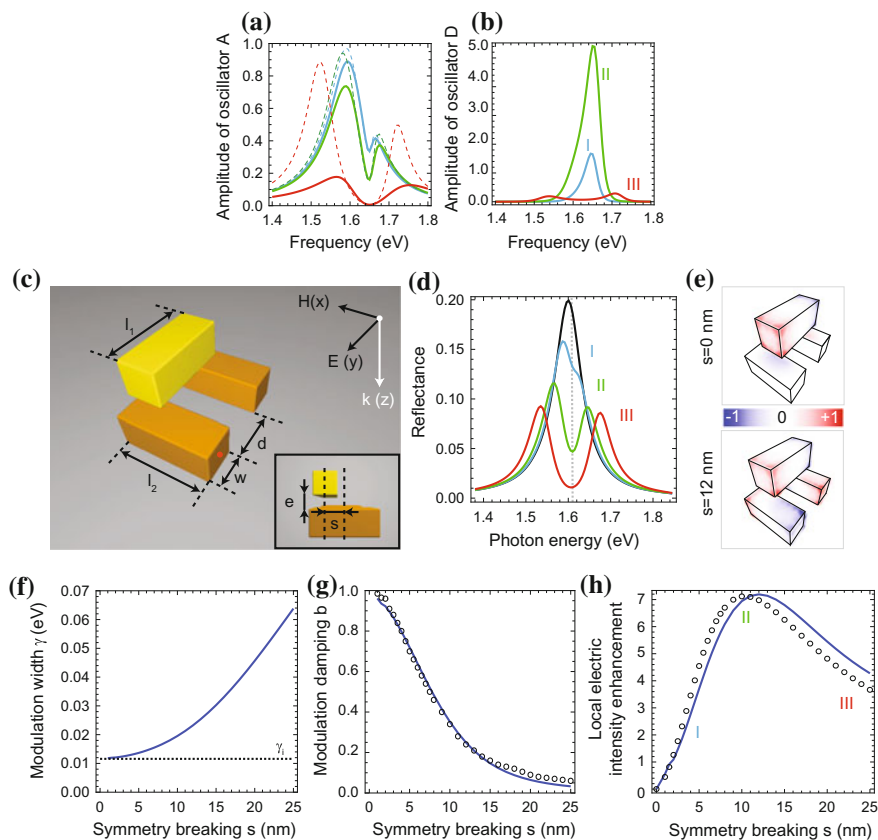 (a)
Amplitude of oscillator A
1.0
0.8
0.6
0.4
0.2
0.0
1.4 1.5 1.6 1.7 1.8
Frequency (eV)
(b)
Amplitude of oscillator D
5.0
4.0
3.0
2.0
1.0
0.0
II
I
III
1.4 1.5 1.6 1.7 1.8
Frequency (eV)
(c)
l1
l2
d
w
H(x)
E (y)
k (z)
e
s
(d)
Reflectance
0.20
0.15
0.10
0.05
0.00
I
II
III
1.4 1.5 1.6 1.7 1.8
Photon energy (eV)
(e)
s=0 nm
-1 0 +1
s=12 nm
(f)
Modulation width γ (eV)
0.07
0.06
0.05
0.04
0.03
0.02
0.01
0.00
γi
0 5 10 15 20 25
Symmetry breaking s (nm)
(g)
Modulation damping b
1.0
0.8
0.6
0.4
0.2
0.0
0 5 10 15 20 25
Symmetry breaking s (nm)
(h)
Local electric
intensity enhancement
7
6
5
4
3
2
1
0
II
I
III
0 5 10 15 20 25
Symmetry breaking s (nm)